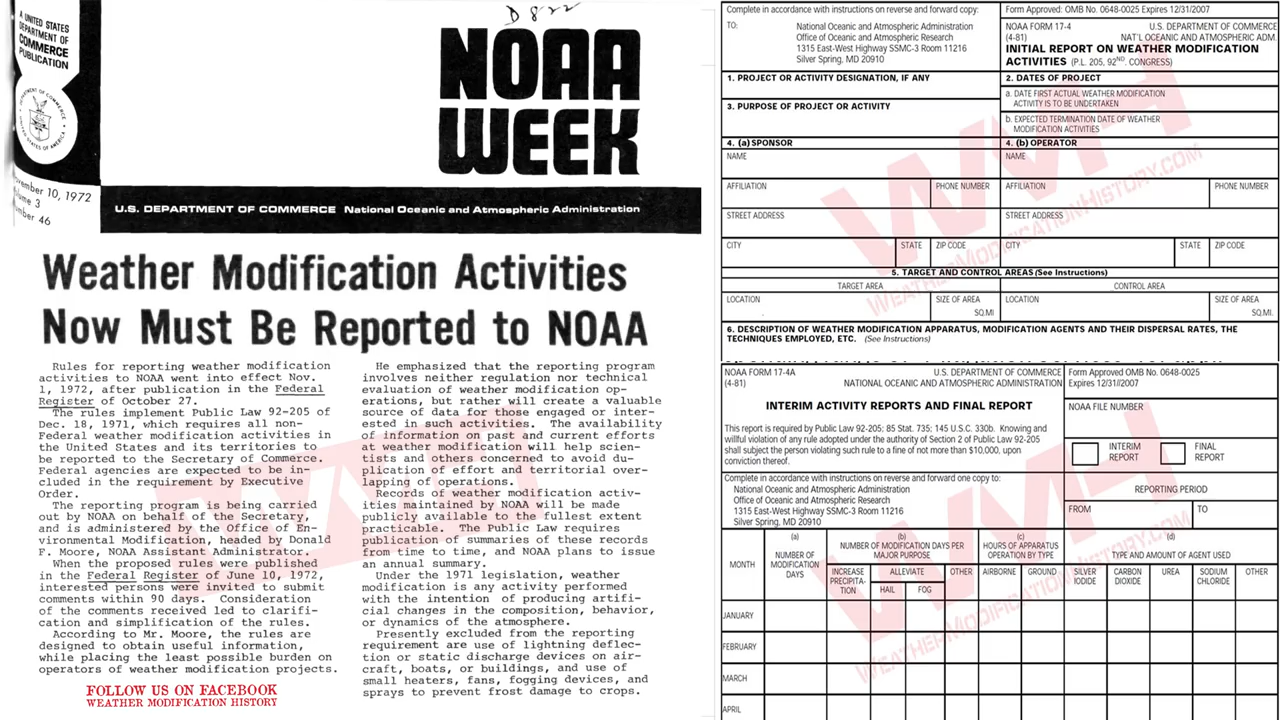 D 822
A UNITED STATES
DEPARTMENT OF
COMMERCE
PUBLICATION
NOAA
WEEK
November 10, 1972
Volume 3
Number 46
U.S. DEPARTMENT OF COMMERCE National Oceanic and Atmospheric Administration
Weather Modification Activities
Now Must Be Reported to NOAA
Rules for reporting weather modification
activities to NOAA went into effect Nov.
1, 1972, after publication in the Federal
Register of October 27.
The rules implement Public Law 92-205 of
Dec. 18, 1971, which requires all non-
Federal weather modification activities in
the United States and its territories to
be reported to the Secretary of Commerce.
Federal agencies are expected to be in-
cluded in the requirement by Executive
Order.
The reporting program is being carried
out by NOAA on behalf of the Secretary,
and is administered by the Office of En-
vironmental Modification, headed by Donald
F. Moore, NOAA Assistant Administrator.
When the proposed rules were published
in the Federal Register of June 10, 1972,
interested persons were invited to submit
comments within 90 days. Consideration
of the comments received led to clarifi-
cation and simplification of the rules.
According to Mr. Moore, the rules are
designed to obtain useful information,
while placing the least possible burden on
operators of weather modification projects.
FOLLOW US ON FACEBOOK
WEATHER MODIFICATION HISTORY
He emphasized that the reporting program
involves neither regulation nor technical
evaluation of weather modification op-
erations, but rather will create a valuable
source of data for those engaged or inter-
ested in such activities. The availability
of information on past and current efforts
at weather modification will help scien-
tists and others concerned to avoid du-
plication of effort and territorial over-
lapping of operations.
Records of weather modification activ-
ities maintained by NOAA will be made
publicly available to the fullest extent
practicable. The Public Law requires
publication of summaries of these records
from time to time, and NOAA plans to issue
an annual summary.
Under the 1971 legislation, weather
modification is any activity performed
with the intention of producing artifi-
cial changes in the composition, behavior,
or dynamics of the atmosphere.
Presently excluded from the reporting
requirement are use of lightning deflec-
tion or static discharge devices on air-
craft, boats, or buildings, and use of
small heaters, fans, fogging devices, and
sprays to prevent frost damage to crops.
Complete in accordance with instructions on reverse and forward copy:
TO: National Oceanic and Atmospheric Administration
Office of Oceanic and Atmospheric Research
1315 East-West Highway SSMC-3 Room 11216
Silver Spring, MD 20910
Form Approved: OMB No. 0648-0025 Expires 12/31/2007
NOAA FORM 17-4 U.S. DEPARTMENT OF COMMERCE
(4-81) NAT'L OCEANIC AND ATMOSPHERIC ADM.
INITIAL REPORT ON WEATHER MODIFICATION
ACTIVITIES (P.L. 205, 92ND. CONGRESS)
1. PROJECT OR ACTIVITY DESIGNATION, IF ANY
2. DATES OF PROJECT
a. DATE FIRST ACTUAL WEATHER MODIFICATION
ACTIVITY IS TO BE UNDERTAKEN
3. PURPOSE OF PROJECT OR ACTIVITY
b. EXPECTED TERMINATION DATE OF WEATHER
MODIFICATION ACTIVITIES
4. (a) SPONSOR 4. (b) OPERATOR
NAME NAME
AFFILIATION PHONE NUMBER AFFILIATION PHONE NUMBER
STREET ADDRESS STREET ADDRESS
CITY STATE ZIP CODE CITY STATE ZIP CODE
5. TARGET AND CONTROL AREAS (See Instructions)
TARGET AREA CONTROL AREA
LOCATION SIZE OF AREA LOCATION SIZE OF AREA
SQ.MI SQ.MI.
6. DESCRIPTION OF WEATHER MODIFICATION APPARATUS, MODIFICATION AGENTS AND THEIR DISPERSAL RATES, THE
TECHNIQUES EMPLOYED, ETC. (See Instructions)
WMH
WEATHERMODIFICATIONHISTORY.COM
NOAA FORM 17-4A U.S. DEPARTMENT OF COMMERCE
(4-81) NATIONAL OCEANIC AND ATMOSPHERIC ADMINISTRATION
Form Approved OMB No. 0648-0025
Expires 12/31//2007
INTERIM ACTIVITY REPORTS AND FINAL REPORT
NOAA FILE NUMBER
This report is required by Public Law 92-205; 85 Stat. 735; 145 U.S.C. 330b. Knowing and
willful violation of any rule adopted under the authority of Section 2 of Public Law 92-205
shall subject the person violating such rule to a fine of not more than $10,000, upon
conviction thereof.
INTERIM
REPORT
FINAL
REPORT
Complete in accordance with instructions on reverse and forward one copy to:
National Oceanic and Atmospheric Administration
Office of Oceanic and Atmospheric Research
1315 East-West Highway SSMC-3 Room 11216
Silver Spring, MD 20910
REPORTING PERIOD
FROM TO
MONTH
(a)
NUMBER OF
MODIFICATION
DAYS
(b)
NUMBER OF MODIFICATION DAYS PER
MAJOR PURPOSE
INCREASE
PRECIPITA-
TION
ALLEVIATE
HAIL FOG
OTHER
(c)
HOURS OF APPARATUS
OPERATION BY TYPE
AIRBORNE GROUND
(d)
TYPE AND AMOUNT OF AGENT USED
SILVER
IODIDE
CARBON
DIOXIDE
UREA
SODIUM
CHLORIDE
OTHER
JANUARY
FEBRUARY
MARCH
APRIL
WMH
WEATHERMODIFICATIONHISTORY.COM